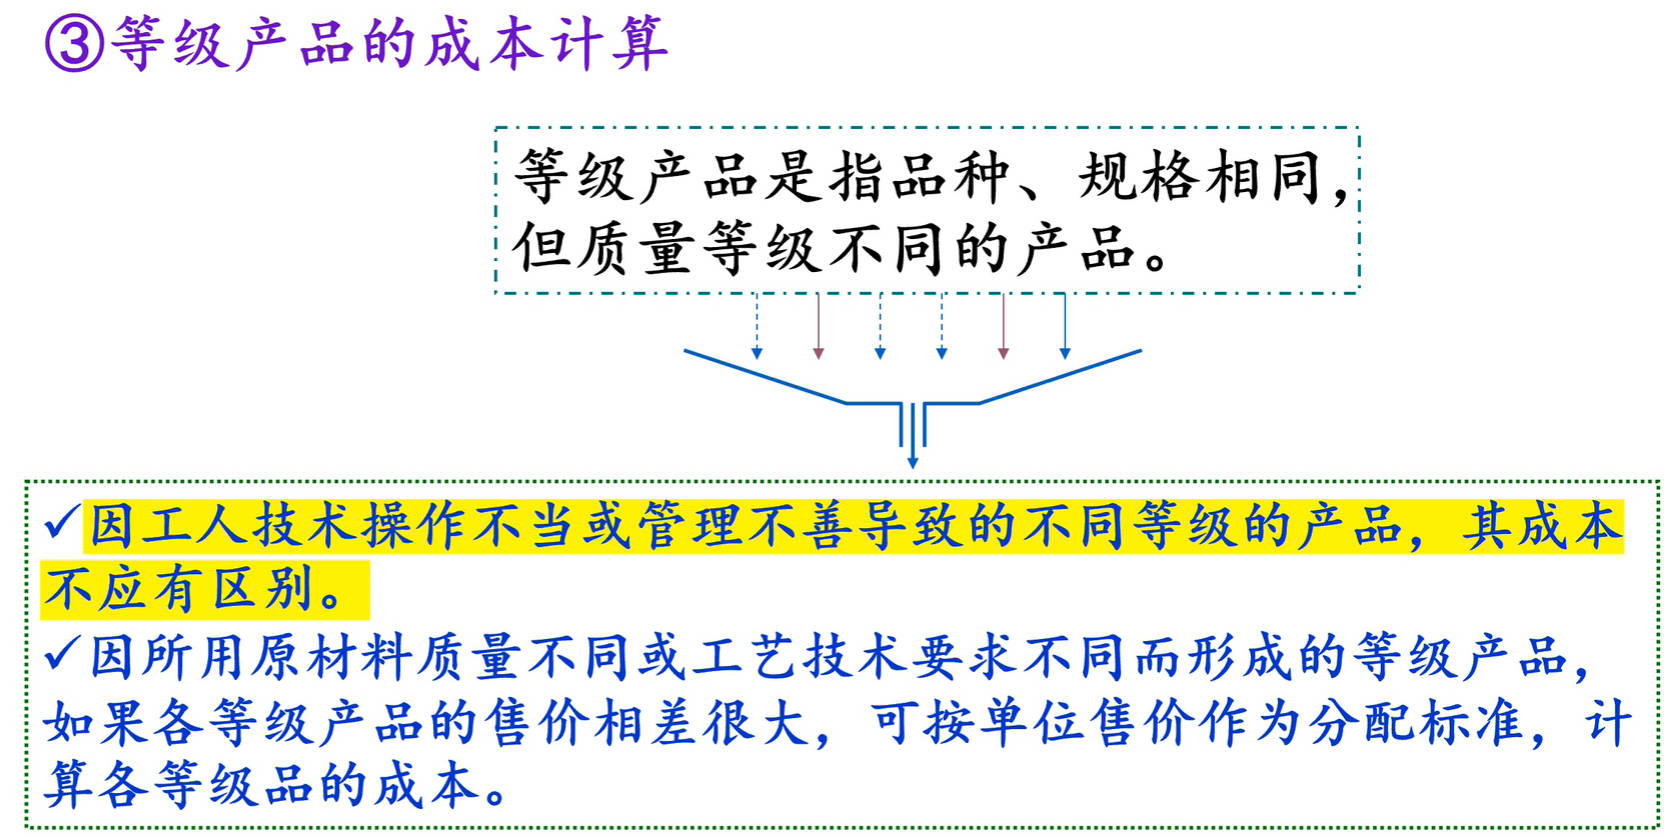 ③等级产品的成本计算
等级产品是指品种、规格相同，
但质量等级不同的产品。
✓因工人技术操作不当或管理不善导致的不同等级的产品，其成本
不应有区别。
✓因所用原材料质量不同或工艺技术要求不同而形成的等级产品，
如果各等级产品的售价相差很大，可按单位售价作为分配标准，计
算各等级品的成本。